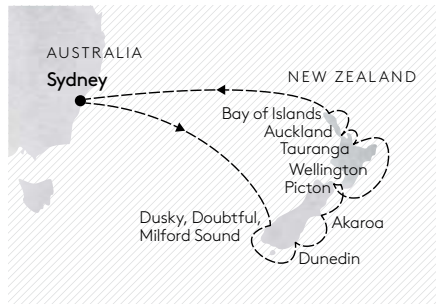 AUSTRALIA
Sydney
NEW ZEALAND
Bay of Islands
Auckland
Tauranga
Wellington
Picton
Dusky, Doubtful,
Milford Sound
Akaroa
Dunedin